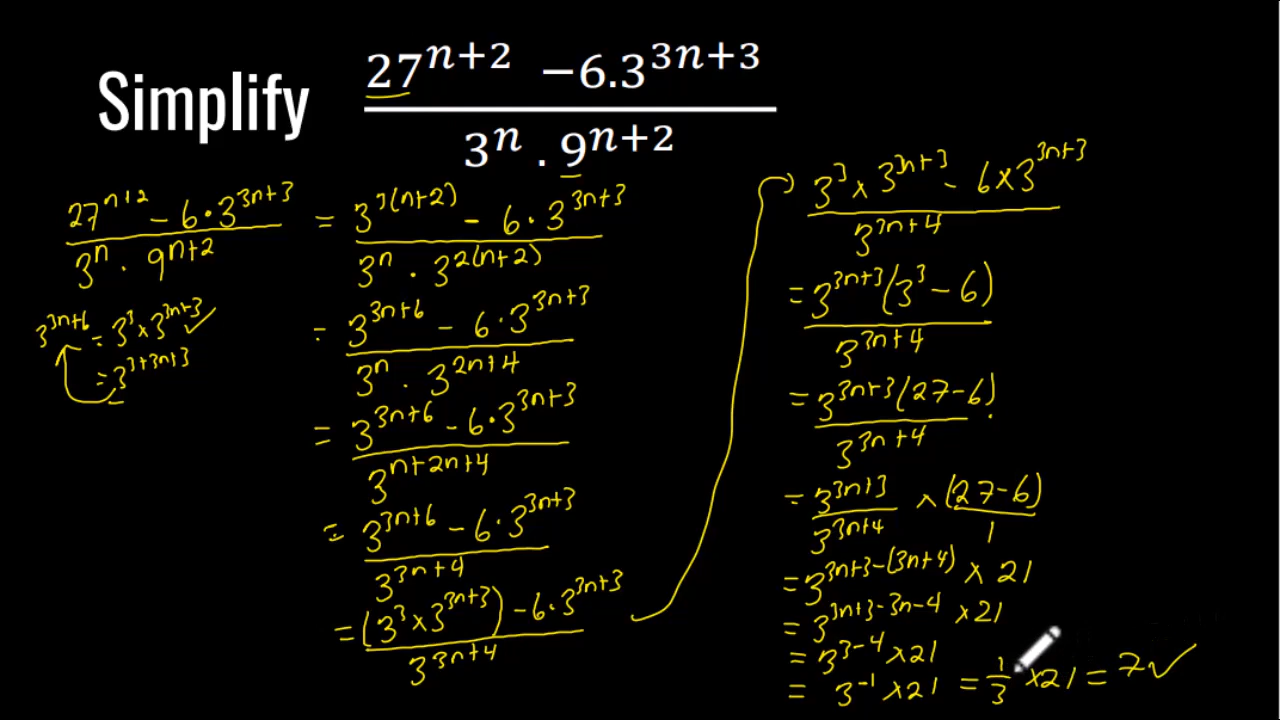 Simplify (27^{n+2} −6.3^{3n+3})/(3^n . 9^{n+2})
(27^{n+2} − 6·3^{3n+3})/(3^n · 9^{n+2}) = (3^{3(n+2)} − 6·3^{3n+3})/(3^n · 3^{2(n+2)})
3^{3n+6} = 3^3 × 3^{3n+3} ✓
= 3^{3+3n+3}
= (3^{3n+6} − 6·3^{3n+3})/(3^n · 3^{2n+4})
= (3^{3n+6} − 6·3^{3n+3})/(3^{n+2n+4})
= (3^{3n+6} − 6·3^{3n+3})/(3^{3n+4})
= ((3^3 × 3^{3n+3}) − 6·3^{3n+3})/(3^{3n+4})
(3^3 × 3^{3n+3} − 6×3^{3n+3})/(3^{3n+4})
= (3^{3n+3}(3^3 − 6))/(3^{3n+4})
= (3^{3n+3}(27−6))/(3^{3n+4}) .
= 3^{3n+3}/3^{3n+4} × (27−6)/1
= 3^{3n+3−(3n+4)} × 21
= 3^{3n+3−3n−4} × 21
= 3^{3−4} × 21
= 3^{−1} × 21 = 1/3 × 21 = 7 ✓